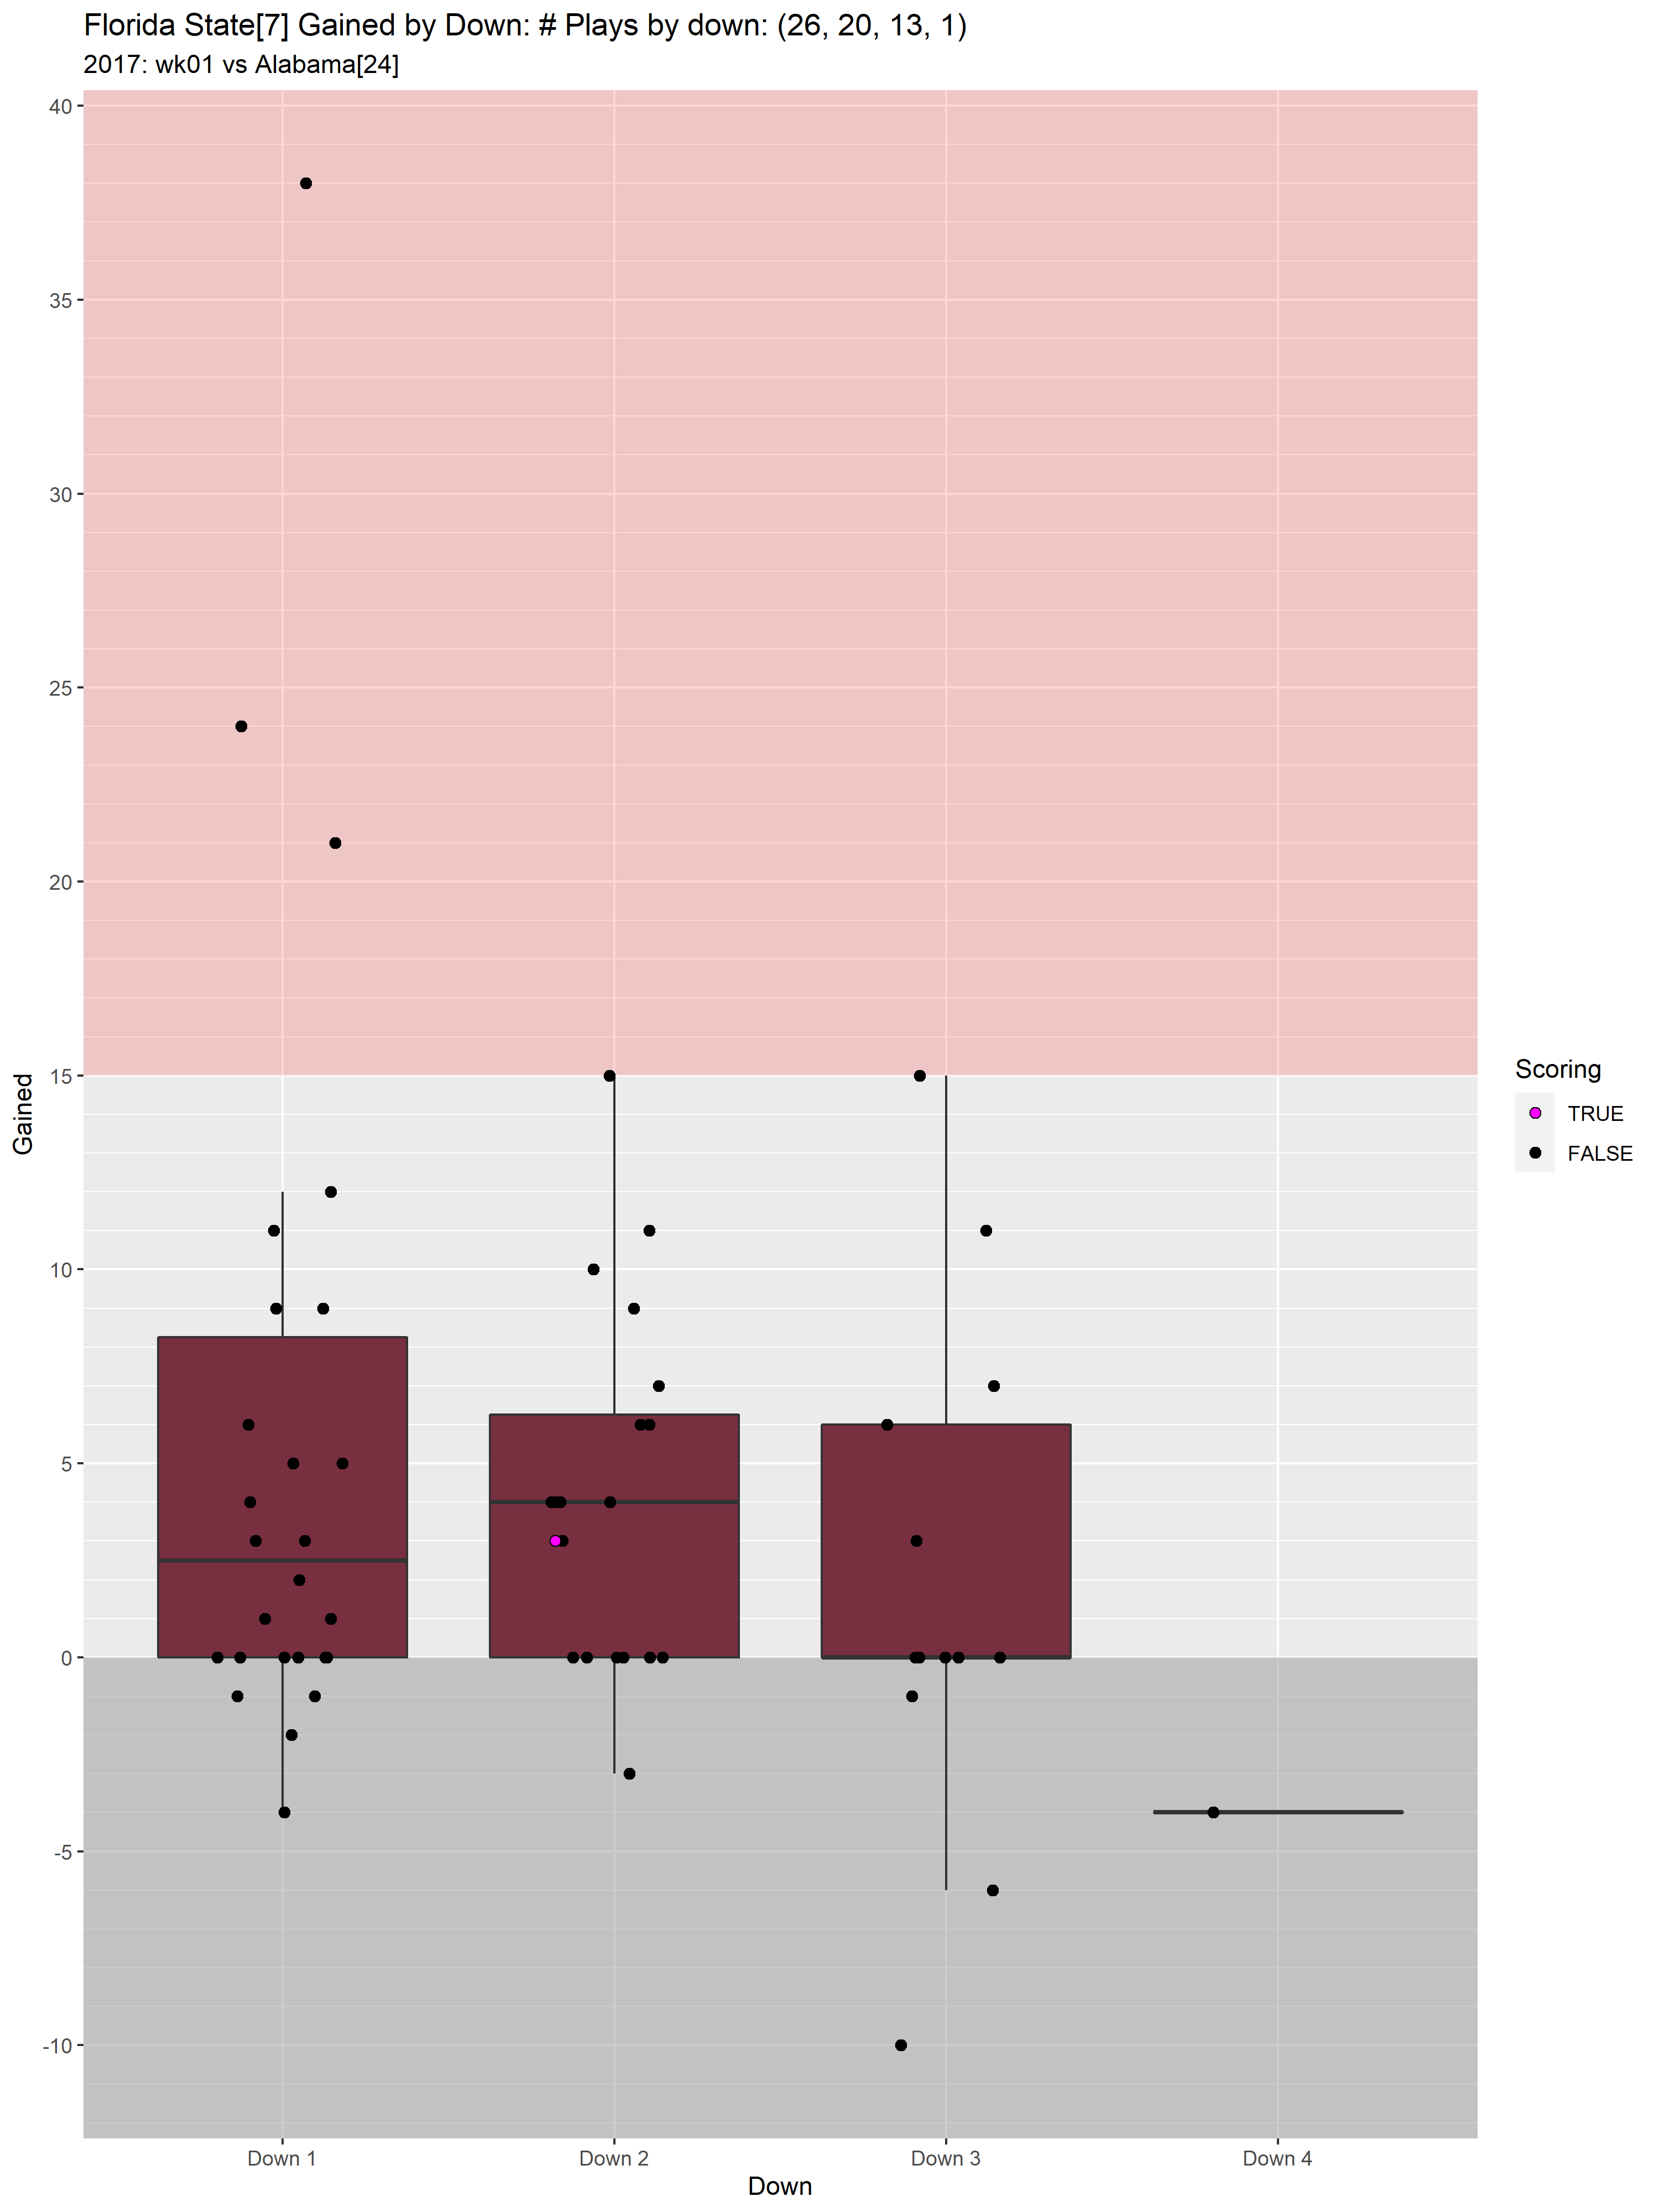 Florida State[7] Gained by Down: # Plays by down: (26, 20, 13, 1)
2017: wk01 vs Alabama[24]
40
35
30
25
20
15
10
5
0
-5
-10
Gained
Down 1 Down 2 Down 3 Down 4
Down
Scoring
TRUE
FALSE